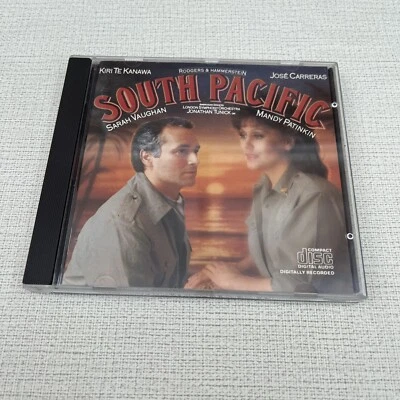 KIRI TE KANAWA
RODGERS & HAMMERSTEIN
JOSÉ CARRERAS
SOUTH PACIFIC
SARAH VAUGHAN
LONDON SYMPHONY ORCHESTRA
JONATHAN TUNICK
MANDY PATINKIN
COMPACT
disc
DIGITAL AUDIO
DIGITALLY RECORDED